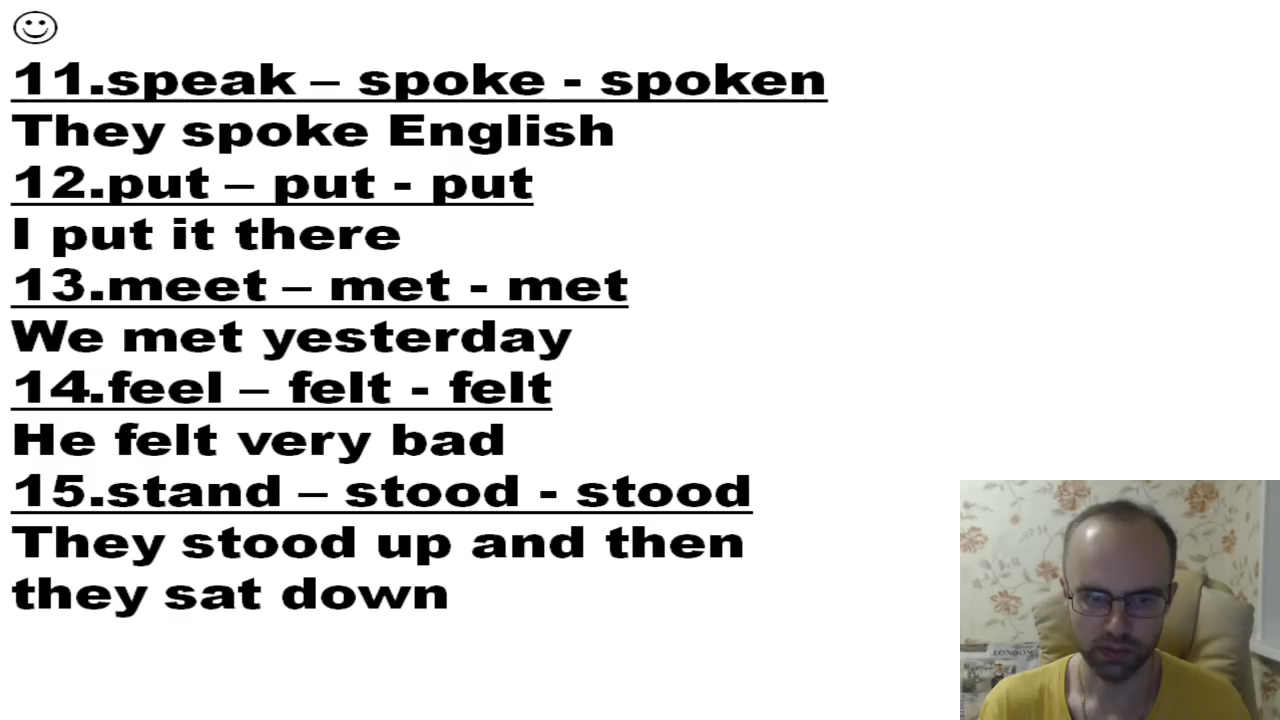 11.speak – spoke - spoken
They spoke English
12.put – put - put
I put it there
13.meet – met - met
We met yesterday
14.feel – felt - felt
He felt very bad
15.stand – stood - stood
They stood up and then
they sat down
LONDON